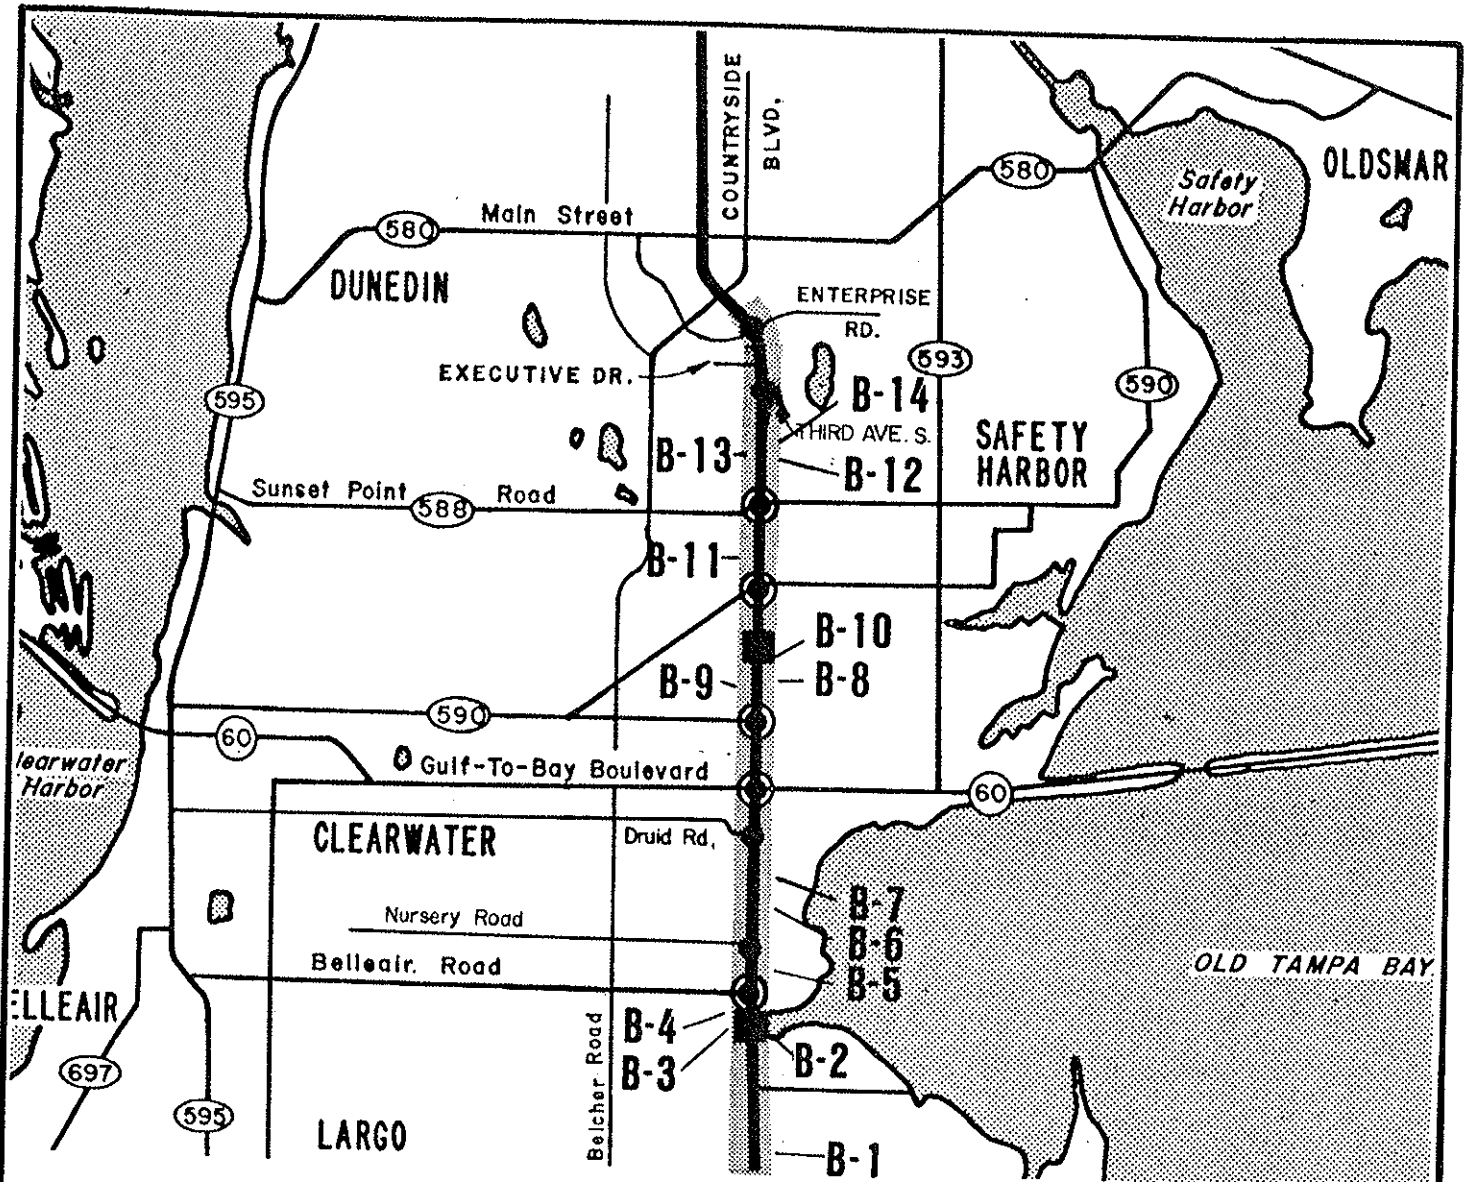 COUNTRYSIDE
BLVD,
580
OLDSMAR
Safety
Harbor
Main Street
580
DUNEDIN
ENTERPRISE
RD.
593
EXECUTIVE DR.
590
595
B-14
THIRD AVE. S.
SAFETY
HARBOR
B-13
B-12
Sunset Point Road
588
B-11
B-10
B-9
B-8
590
60
learwater
Harbor
Gulf-To-Bay Boulevard
60
CLEARWATER
Druid Rd,
B-7
Nursery Road
B-6
Belleair. Road
B-5
OLD TAMPA BAY
ELLEAIR
B-4
B-3
B-2
Belcher Road
697
595
LARGO
B-1